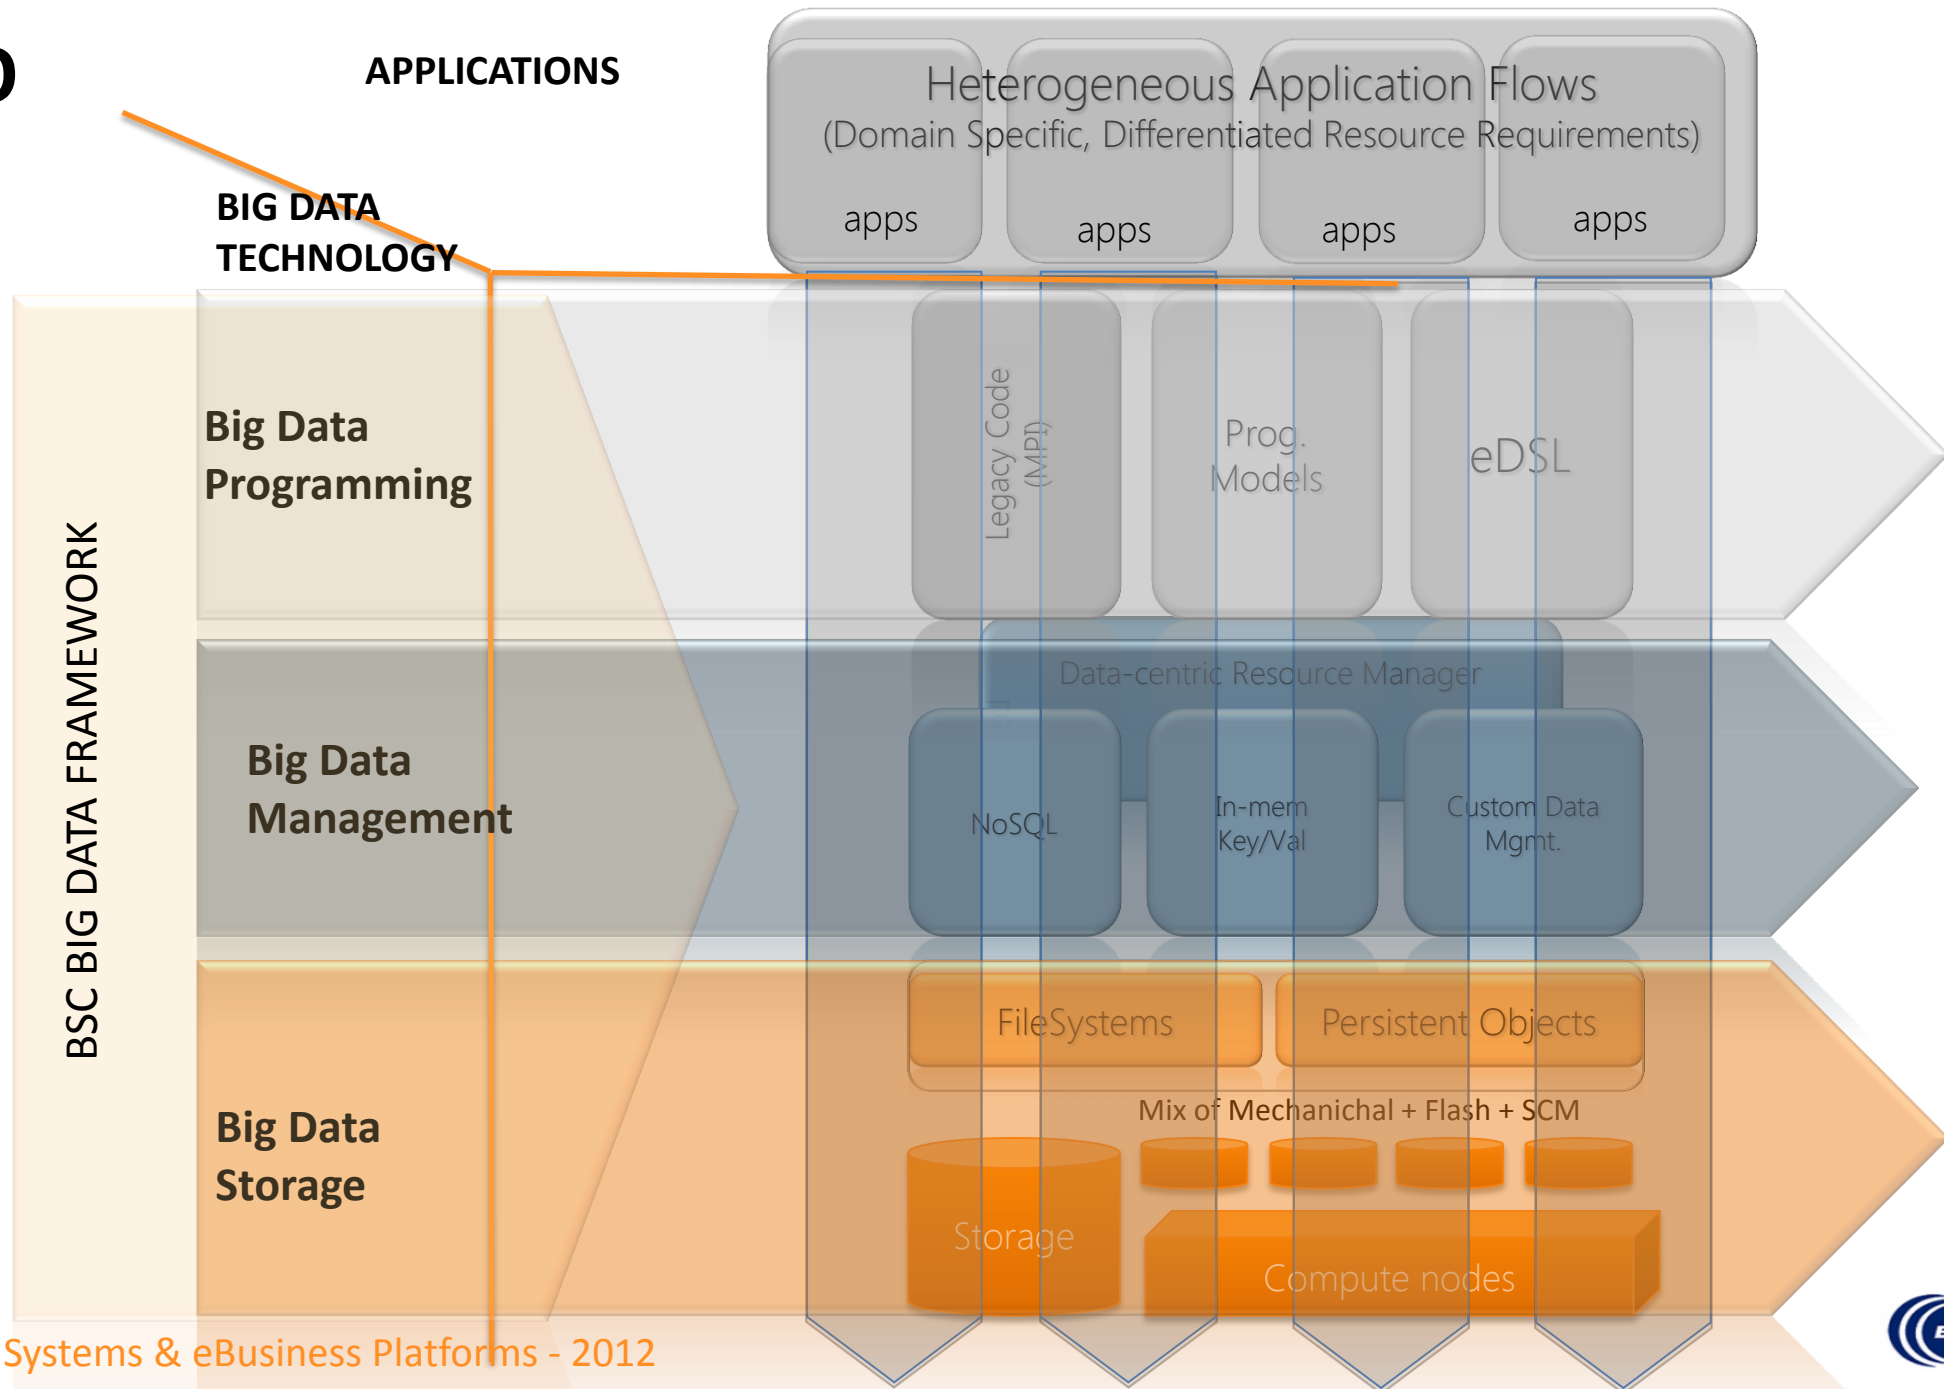 APPLICATIONS
Heterogeneous Application Flows
(Domain Specific, Differentiated Resource Requirements)
apps
apps
apps
apps
BIG DATA
TECHNOLOGY
BSC BIG DATA FRAMEWORK
Big Data
Programming
Legacy Code
(MPI)
Prog.
Models
eDSL
Big Data
Management
Data-centric Resource Manager
NoSQL
In-mem
Key/Val
Custom Data
Mgmt.
Big Data
Storage
FileSystems
Persistent Objects
Mix of Mechanichal + Flash + SCM
Storage
Compute nodes
Systems & eBusiness Platforms - 2012